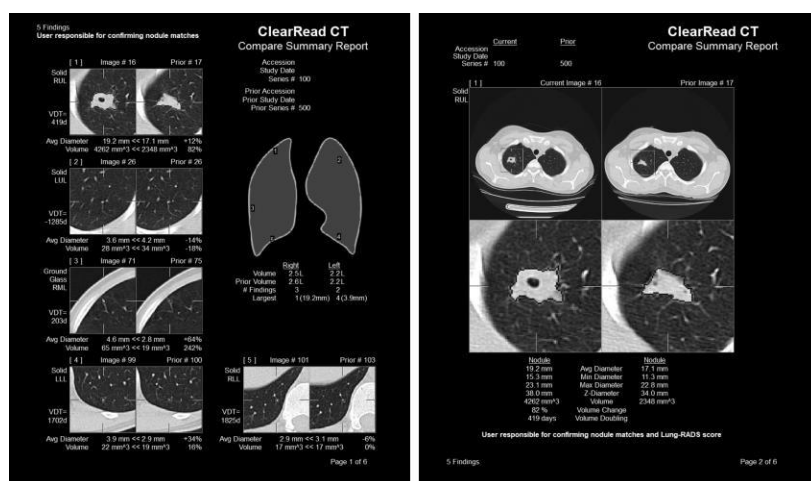 5 Findings
User responsible for confirming nodule matches
ClearRead CT
Compare Summary Report
Accession
Study Date
Series # 100
Prior Accession
Prior Study Date
Prior Series # 500
[ 1 ] Image # 16 Prior # 17
Solid
RUL
VDT=
419d
Avg Diameter 19.2 mm << 17.1 mm +12%
Volume 4262 mm^3 << 2348 mm^3 82%
[ 2 ] Image # 26 Prior # 26
Solid
LUL
VDT=
-1285d
Avg Diameter 3.6 mm << 4.2 mm -14%
Volume 28 mm^3 << 34 mm^3 -18%
[ 3 ] Image # 71 Prior # 75
Ground
Glass
RML
VDT=
203d
Avg Diameter 4.6 mm << 2.8 mm +64%
Volume 65 mm^3 << 19 mm^3 242%
[ 4 ] Image # 99 Prior # 100
Solid
LLL
VDT=
1702d
Avg Diameter 3.9 mm << 2.9 mm +34%
Volume 22 mm^3 << 19 mm^3 16%
1
2
3
4
Right Left
Volume 2.5L 2.2L
Prior Volume 2.6L 2.2L
# Findings 3 2
Largest 1 (19.2mm) 4 (3.9mm)
[ 5 ] Image # 101 Prior # 103
Solid
RLL
VDT=
1825d
Avg Diameter 2.9 mm << 3.1 mm -6%
Volume 17 mm^3 << 17 mm^3 0%
Page 1 of 6
ClearRead CT
Compare Summary Report
Current Prior
Accession
Study Date
Series # 100 500
[ 1 ] Current Image # 16 Prior Image # 17
Solid
RUL
Nodule Nodule
19.2 mm Avg Diameter 17.1 mm
15.3 mm Min Diameter 11.3 mm
23.1 mm Max Diameter 22.8 mm
38.0 mm Z-Diameter 34.0 mm
4262 mm^3 Volume 2348 mm^3
82 % Volume Change
419 days Volume Doubling
User responsible for confirming nodule matches and Lung-RADS score
5 Findings
Page 2 of 6